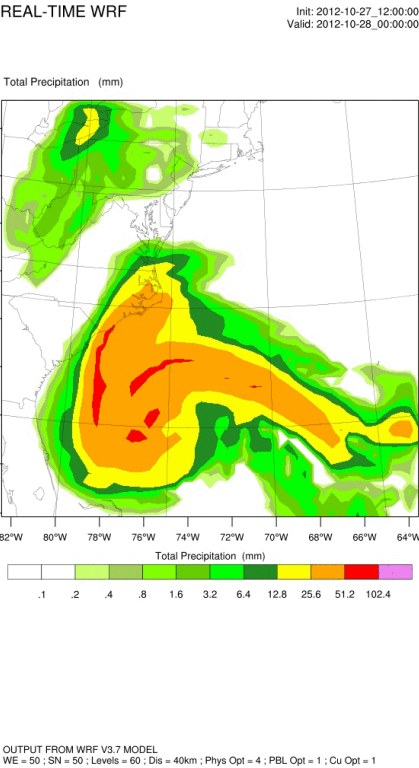 REAL-TIME WRF
Init: 2012-10-27_12:00:00
Valid: 2012-10-28_00:00:00
Total Precipitation (mm)
82°W 80°W 78°W 76°W 74°W 72°W 70°W 68°W 66°W 64°W
Total Precipitation (mm)
.1 .2 .4 .8 1.6 3.2 6.4 12.8 25.6 51.2 102.4
OUTPUT FROM WRF V3.7 MODEL
WE = 50 ; SN = 50 ; Levels = 60 ; Dis = 40km ; Phys Opt = 4 ; PBL Opt = 1 ; Cu Opt = 1